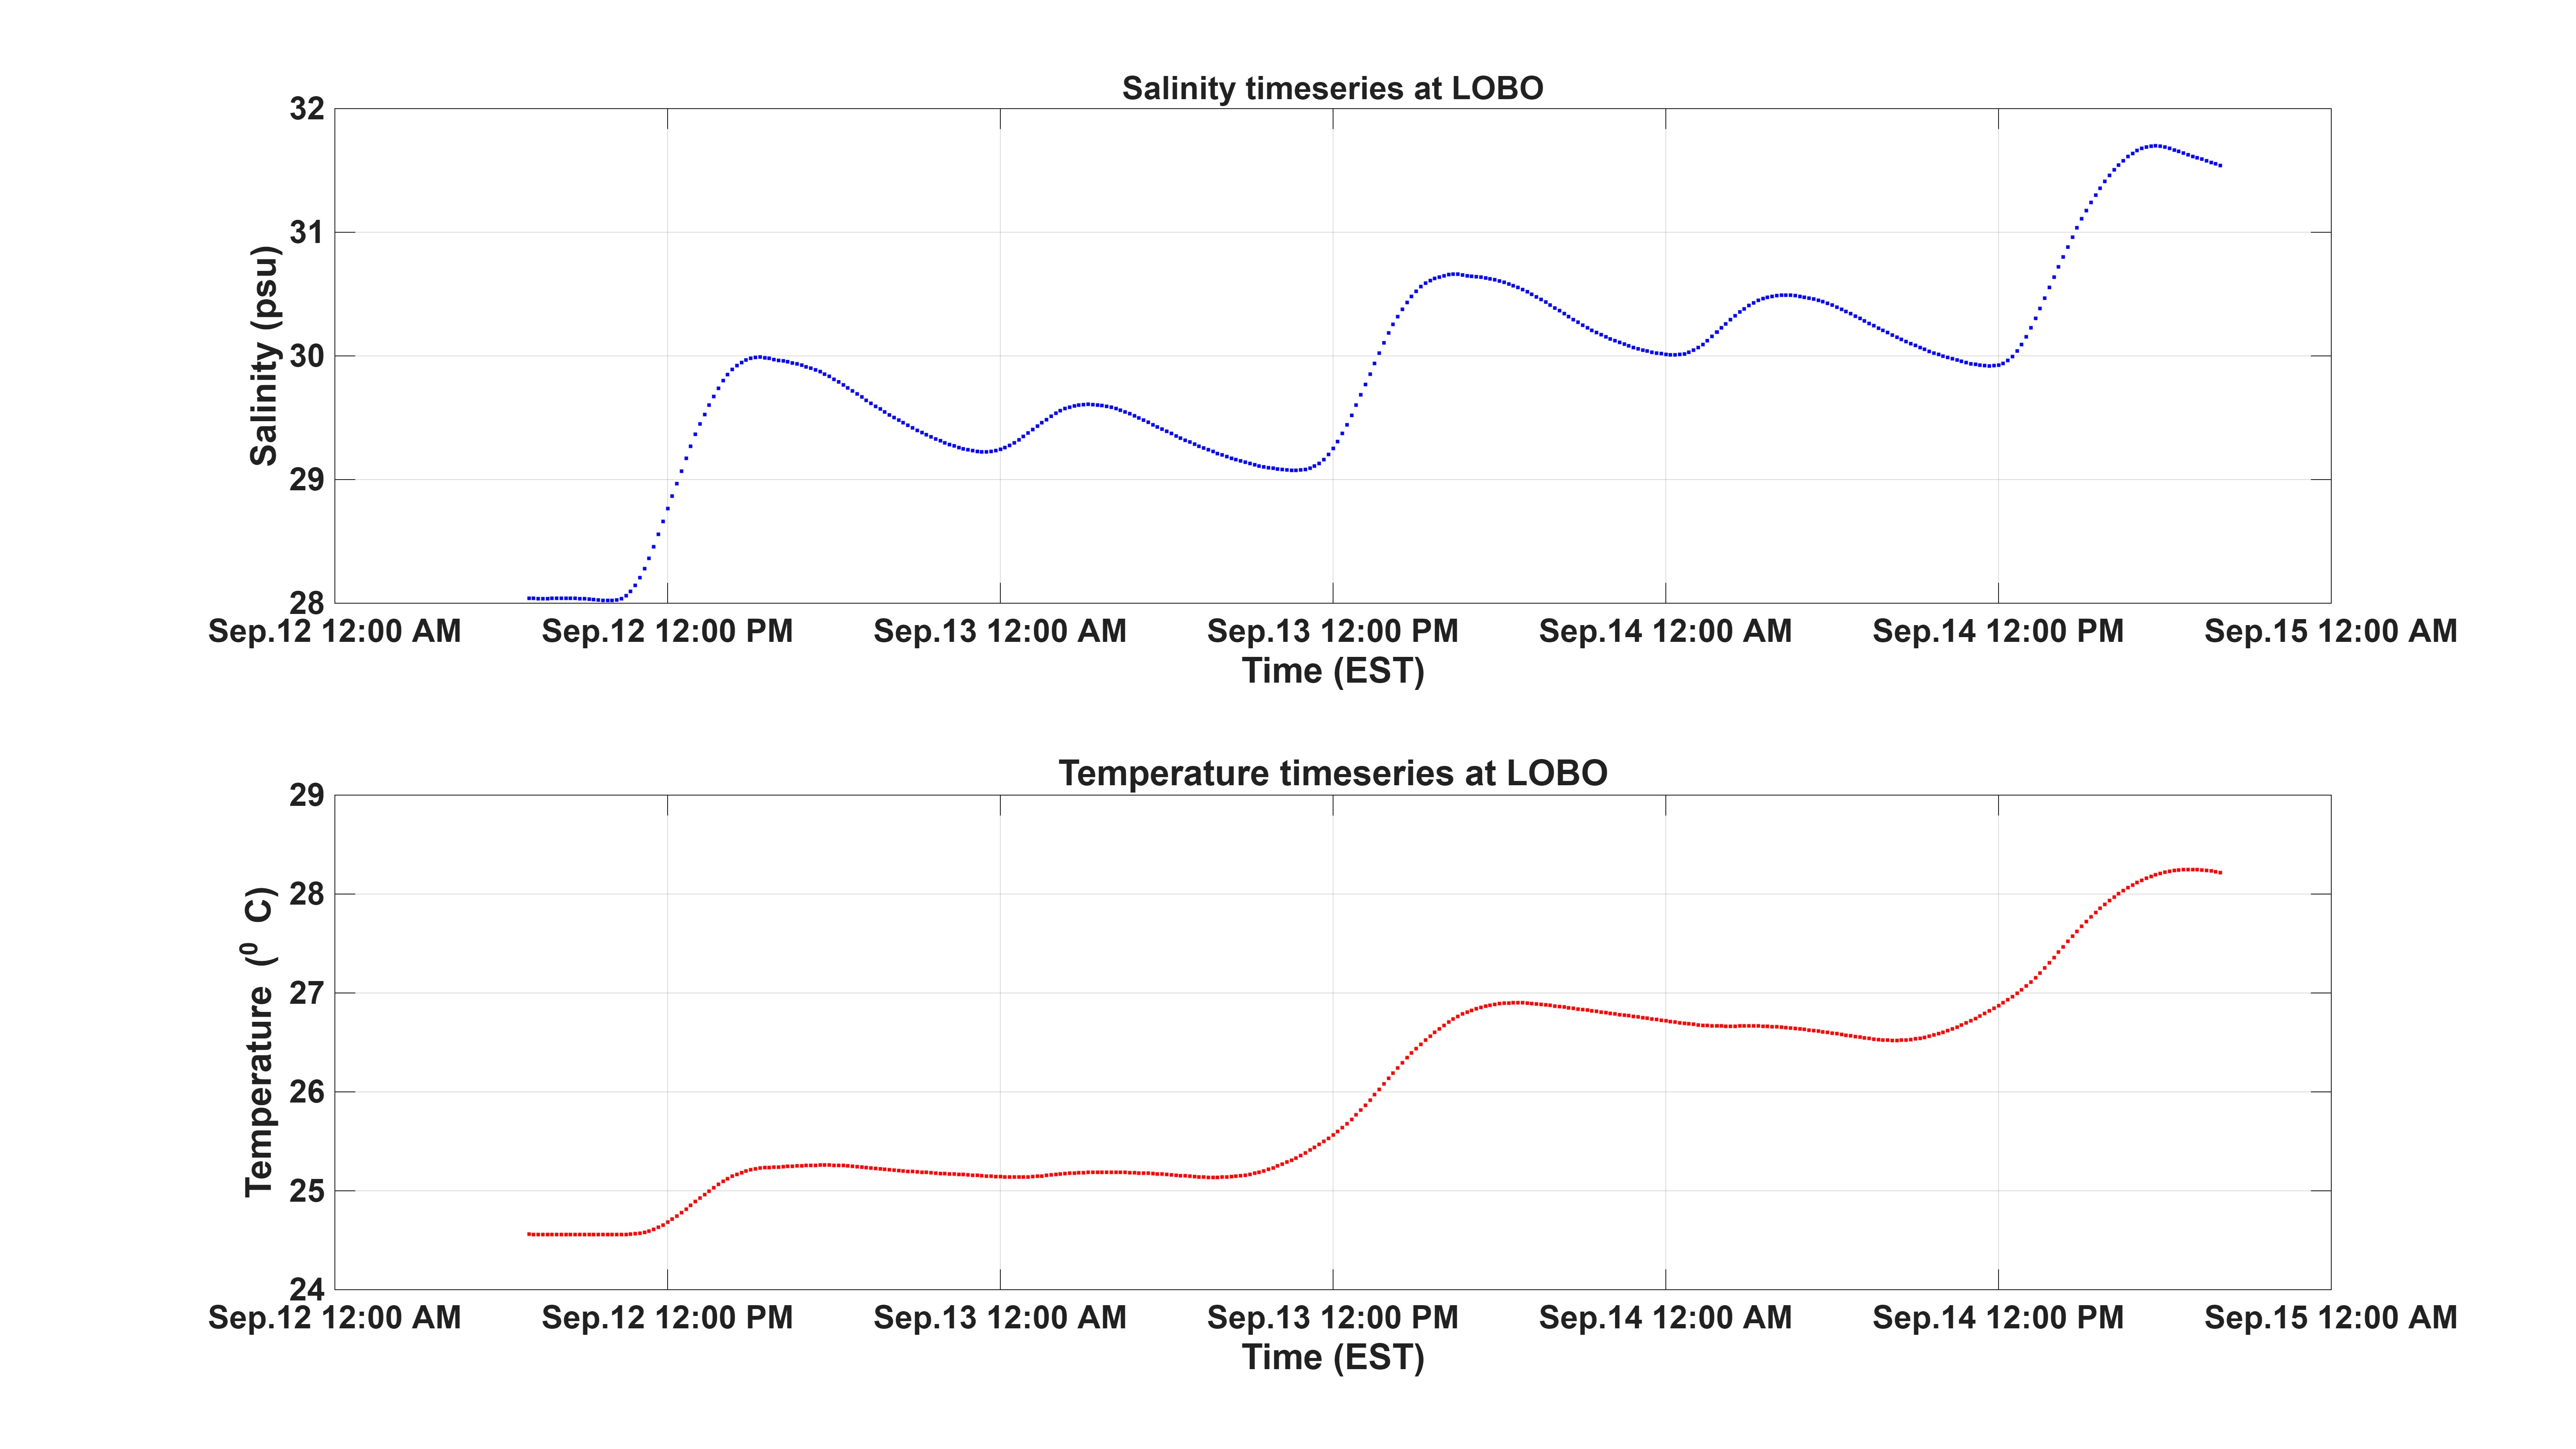 Salinity timeseries at LOBO
32
31
30
29
28
Salinity (psu)
Sep.12 12:00 AM Sep.12 12:00 PM Sep.13 12:00 AM Sep.13 12:00 PM Sep.14 12:00 AM Sep.14 12:00 PM Sep.15 12:00 AM
Time (EST)
Temperature timeseries at LOBO
29
28
27
26
25
24
Temperature (⁰ C)
Sep.12 12:00 AM Sep.12 12:00 PM Sep.13 12:00 AM Sep.13 12:00 PM Sep.14 12:00 AM Sep.14 12:00 PM Sep.15 12:00 AM
Time (EST)